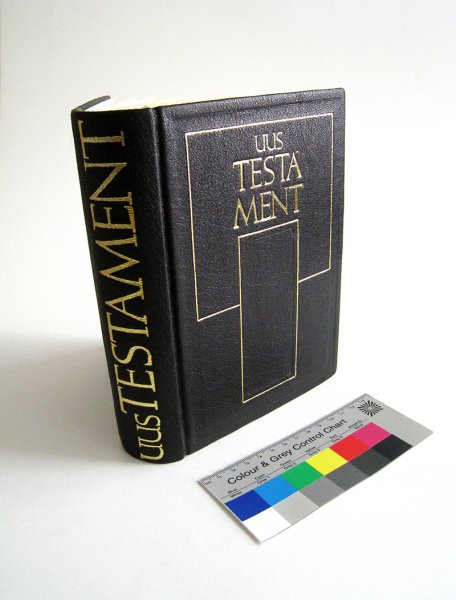 uus TESTAMENT
uus
TESTA
MENT
Colour & Grey Control Chart